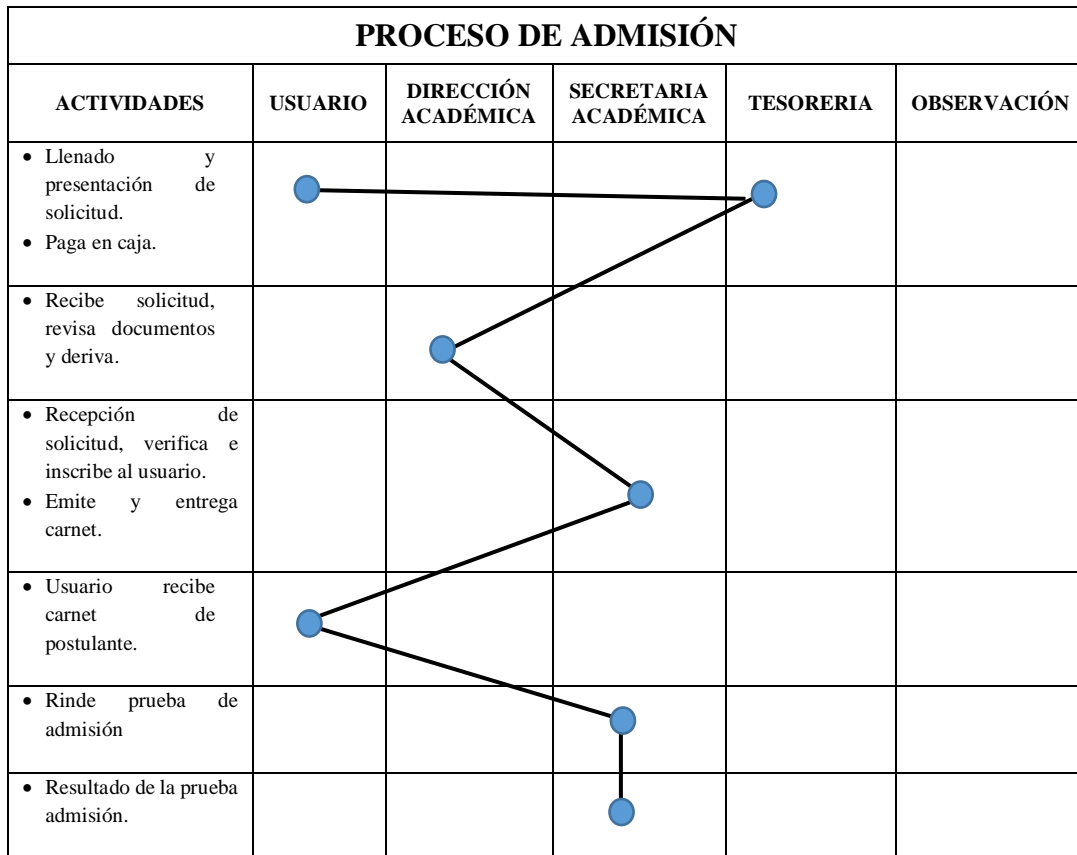 PROCESO DE ADMISIÓN
ACTIVIDADES
USUARIO
DIRECCIÓN
ACADÉMICA
SECRETARIA
ACADÉMICA
TESORERIA
OBSERVACIÓN
• Llenado y
presentación de
solicitud.
• Paga en caja.
• Recibe solicitud,
revisa documentos
y deriva.
• Recepción de
solicitud, verifica e
inscribe al usuario.
• Emite y entrega
carnet.
• Usuario recibe
carnet de
postulante.
• Rinde prueba de
admisión
• Resultado de la prueba
admisión.